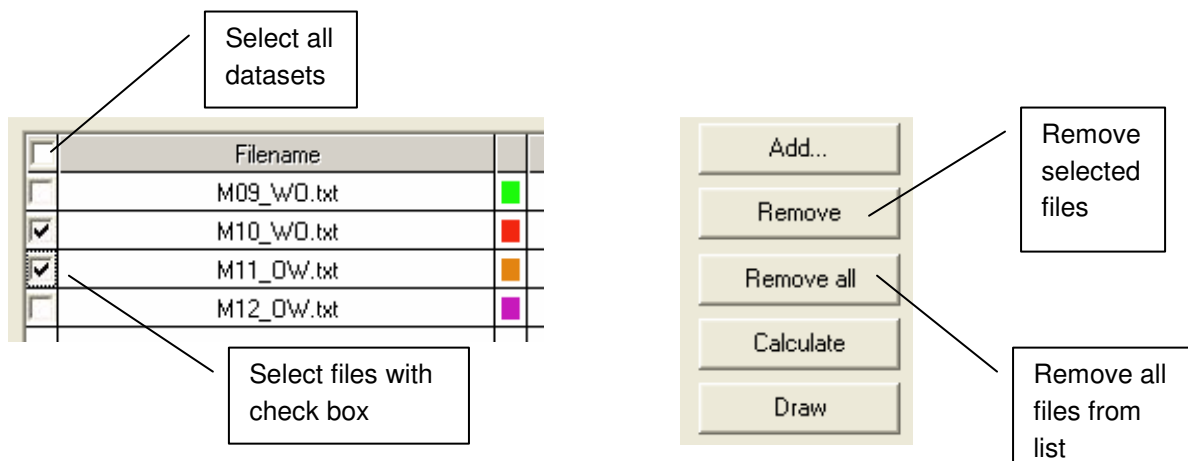 Select all
datasets
Filename
M09_WO.txt
M10_WO.txt
M11_OW.txt
M12_OW.txt
Select files with
check box
Add...
Remove
Remove all
Calculate
Draw
Remove
selected
files
Remove all
files from
list